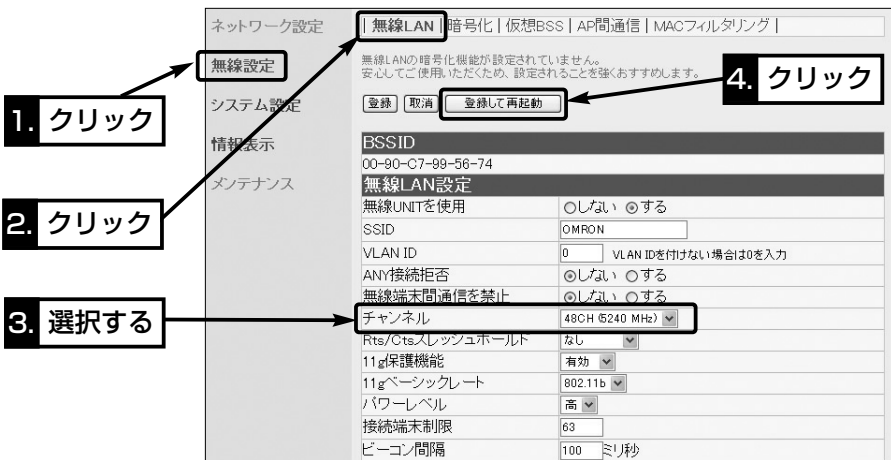 ネットワーク設定
| 無線LAN | 暗号化 | 仮想BSS | AP間通信 | MACフィルタリング |
無線設定
無線LANの暗号化機能が設定されていません。
安心してご使用いただくため、設定されることを強くおすすめします。
4. クリック
1. クリック
システム設定
登録 取消 登録して再起動
情報表示
BSSID
00-90-C7-99-56-74
メンテナンス
無線LAN設定
無線UNITを使用 しない する
2. クリック
SSID OMRON
VLAN ID 0 VLAN IDを付けない場合は0を入力
ANY接続拒否 しない する
無線端末間通信を禁止 しない する
3. 選択する
チャンネル 48CH (5240 MHz)
Rts/Ctsスレッシュホールド なし
11g保護機能 有効
11gベーシックレート 802.11b
パワーレベル 高
接続端末制限 63
ビーコン間隔 100 ミリ秒